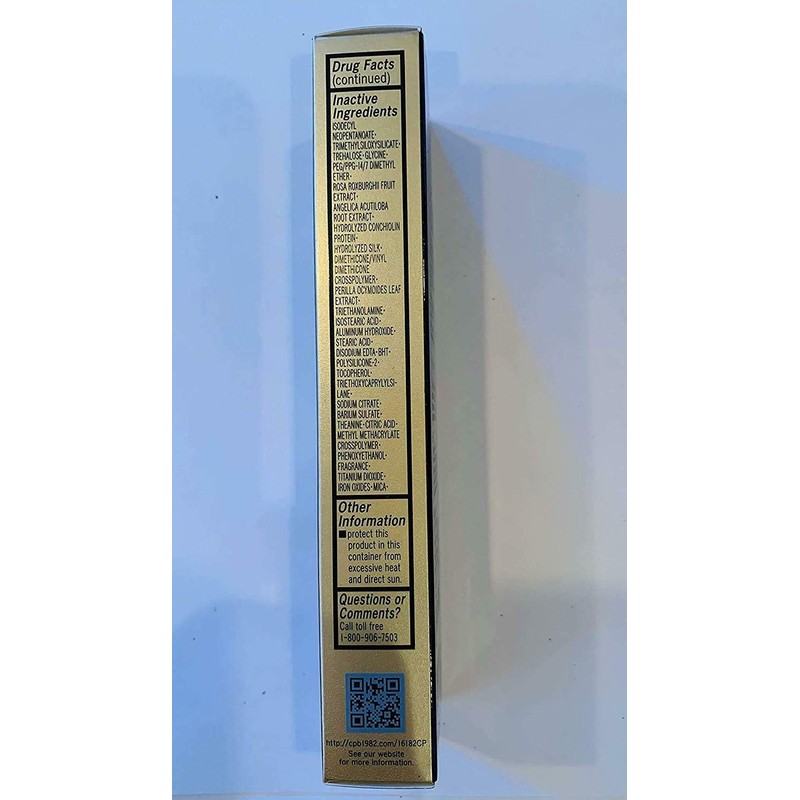 Drug Facts
(continued)
Inactive
Ingredients
ISODECYL
NEOPENTANOATE·
TRIMETHYLSILOXYSILICATE·
TREHALOSE·GLYCINE·
PEG/PPG-14/7 DIMETHYL
ETHER·
ROSA ROXBURGHII FRUIT
EXTRACT·
ANGELICA ACUTILOBA
ROOT EXTRACT·
HYDROLYZED CONCHIOLIN
PROTEIN·
HYDROLYZED SILK·
DIMETHICONE/VINYL
DIMETHICONE
CROSSPOLYMER·
PERILLA OCYMOIDES LEAF
EXTRACT·
TRIETHANOLAMINE·
ISOSTEARIC ACID·
ALUMINUM HYDROXIDE·
STEARIC ACID·
DISODIUM EDTA·BHT·
POLYSILICONE-2·
TOCOPHEROL·
TRIETHOXYCAPRYLYLSI-
LANE·
SODIUM CITRATE·
BARIUM SULFATE·
THEANINE·CITRIC ACID·
METHYL METHACRYLATE
CROSSPOLYMER·
PHENOXYETHANOL·
FRAGRANCE·
TITANIUM DIOXIDE·
IRON OXIDES·MICA·
Other
Information
■protect this
product in this
container from
excessive heat
and direct sun.
Questions or
Comments?
Call toll free
1-800-906-7503
http://cpb1982.com/16182CP
See our website
for more information.